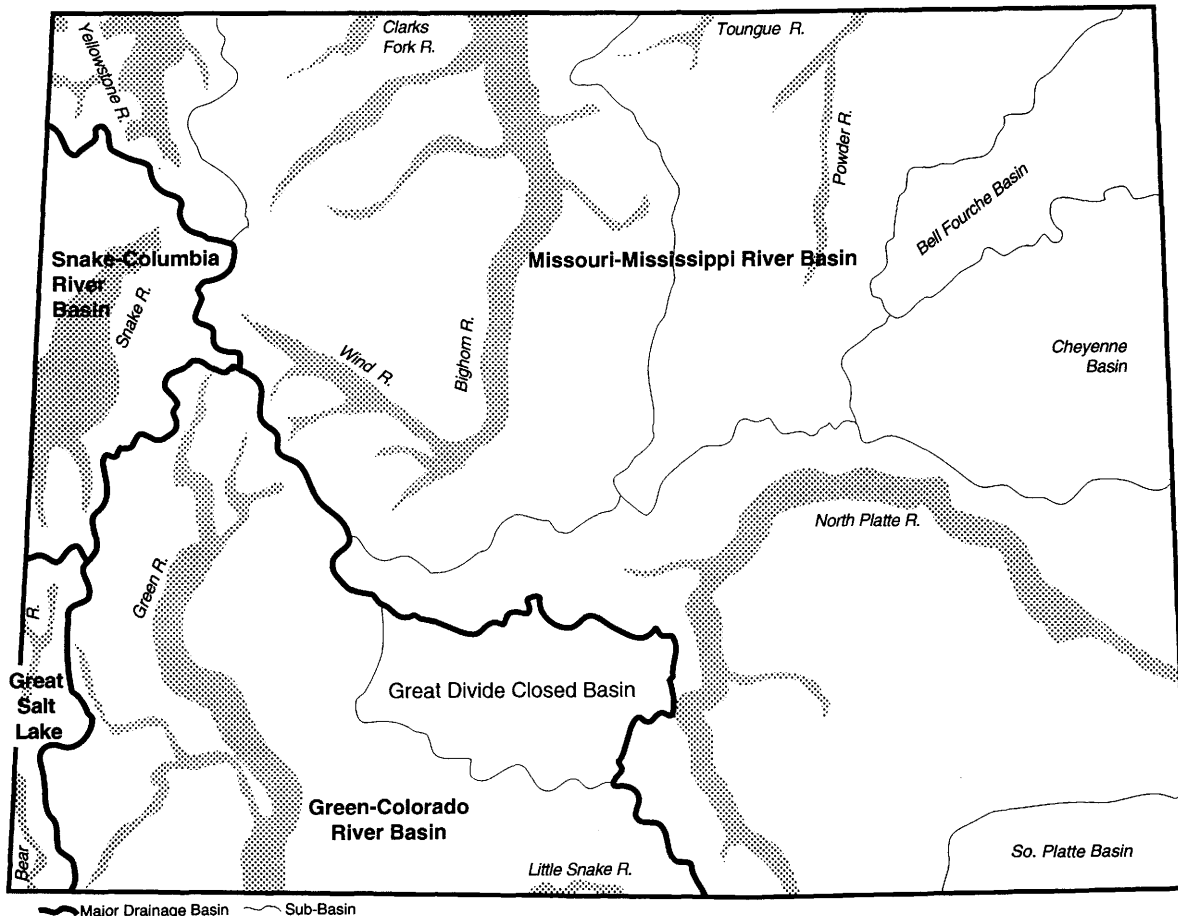 Yellowstone R.
Clarks
Fork R.
Toungue R.
Powder R.
Bell Fourche Basin
Snake-Columbia
River
Basin
Snake R.
Missouri-Mississippi River Basin
Wind R.
Bighorn R.
Cheyenne
Basin
North Platte R.
Green R.
R.
Great
Salt
Lake
Great Divide Closed Basin
Green-Colorado
River Basin
Bear
Little Snake R.
So. Platte Basin
Major Drainage Basin
Sub-Basin